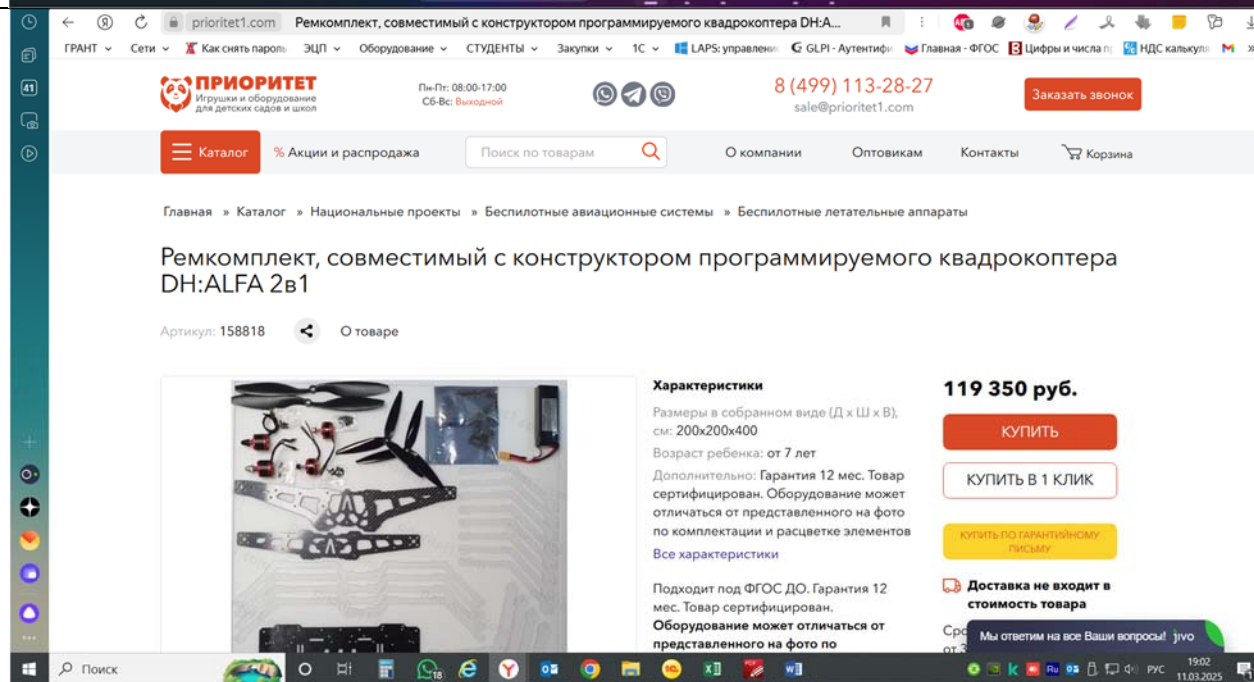 prioritet1.com Ремкомплект, совместимый с конструктором программируемого квадрокоптера DH:A...
ГРАНТ Сети Как снять пароль ЭЦП Оборудование СТУДЕНТЫ Закупки 1С LAPS: управлени GLPI - Аутентифи Главная - ФГОС Цифры и числа п НДС калькул
41
ПРИОРИТЕТ
Игрушки и оборудование
для детских садов и школ
Пн-Пт: 08:00-17:00
Сб-Вс: Выходной
8 (499) 113-28-27
sale@prioritet1.com
Заказать звонок
Каталог % Акции и распродажа Поиск по товарам О компании Оптовикам Контакты Корзина
Главная » Каталог » Национальные проекты » Беспилотные авиационные системы » Беспилотные летательные аппараты
Ремкомплект, совместимый с конструктором программируемого квадрокоптера
DH:ALFA 2в1
Артикул: 158818 О товаре
Характеристики
Размеры в собранном виде (Д х Ш х В),
см: 200х200х400
Возраст ребенка: от 7 лет
Дополнительно: Гарантия 12 мес. Товар
сертифицирован. Оборудование может
отличаться от представленного на фото
по комплектации и расцветке элементов
Все характеристики
Подходит под ФГОС ДО. Гарантия 12
мес. Товар сертифицирован.
Оборудование может отличаться от
представленного на фото по
119 350 руб.
КУПИТЬ
КУПИТЬ В 1 КЛИК
КУПИТЬ ПО ГАРАНТИЙНОМУ
ПИСЬМУ
Доставка не входит в
стоимость товара
Мы ответим на все Ваши вопросы! jivo
Поиск
18
РУС
19:02
11.03.2025